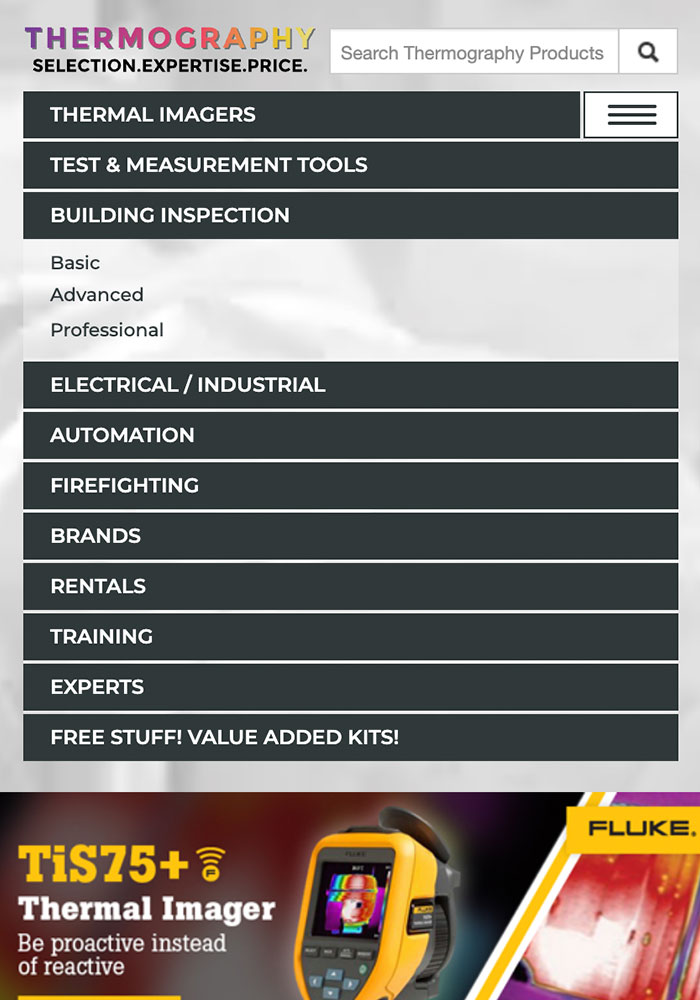 THERMOGRAPHY
SELECTION.EXPERTISE.PRICE.
Search Thermography Products
THERMAL IMAGERS
TEST & MEASUREMENT TOOLS
BUILDING INSPECTION
Basic
Advanced
Professional
ELECTRICAL / INDUSTRIAL
AUTOMATION
FIREFIGHTING
BRANDS
RENTALS
TRAINING
EXPERTS
FREE STUFF! VALUE ADDED KITS!
FLUKE®
TiS75+
Thermal Imager
Be proactive instead
of reactive
FLUKE
FLUKE